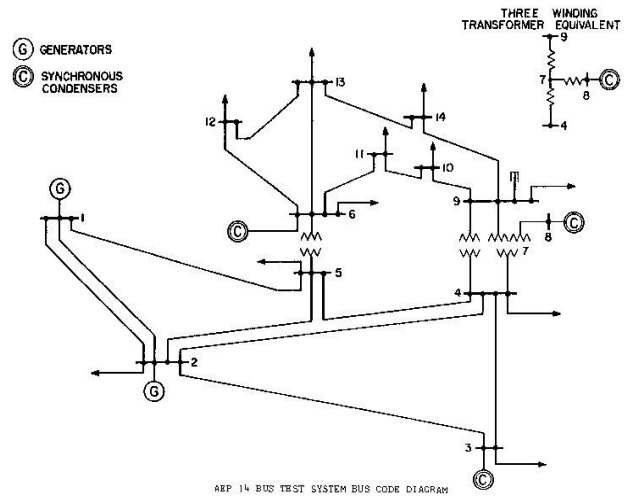 THREE WINDING
TRANSFORMER EQUIVALENT
9
7
8
C
4
G GENERATORS
C SYNCHRONOUS
CONDENSERS
13
14
12
11
10
9
8
C
7
6
C
G
1
5
4
2
G
3
C
AEP 14 BUS TEST SYSTEM BUS CODE DIAGRAM